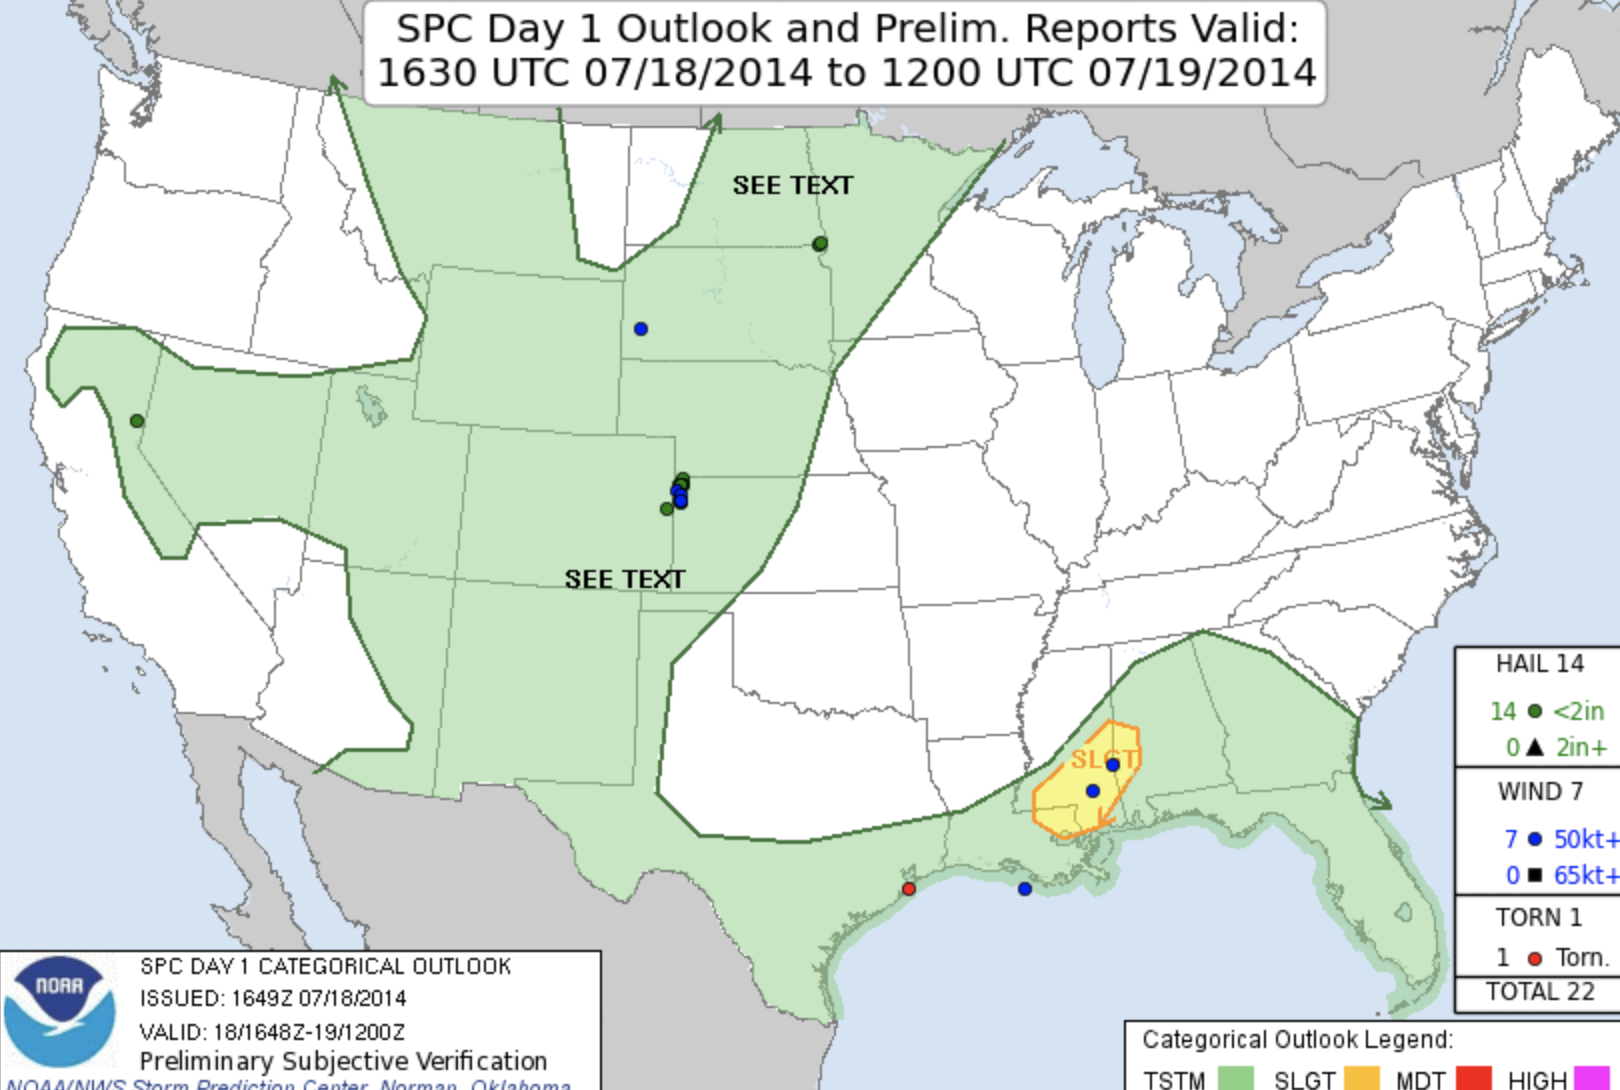 SPC Day 1 Outlook and Prelim. Reports Valid:
1630 UTC 07/18/2014 to 1200 UTC 07/19/2014
SEE TEXT
SEE TEXT
SLGT
HAIL 14
14 <2in
0 2in+
WIND 7
7 50kt+
0 65kt+
TORN 1
1 Torn.
TOTAL 22
NOAA
SPC DAY 1 CATEGORICAL OUTLOOK
ISSUED: 1649Z 07/18/2014
VALID: 18/1648Z-19/1200Z
Preliminary Subjective Verification
NOAA/NWS Storm Prediction Center, Norman, Oklahoma
Categorical Outlook Legend:
TSTM SLGT MDT HIGH